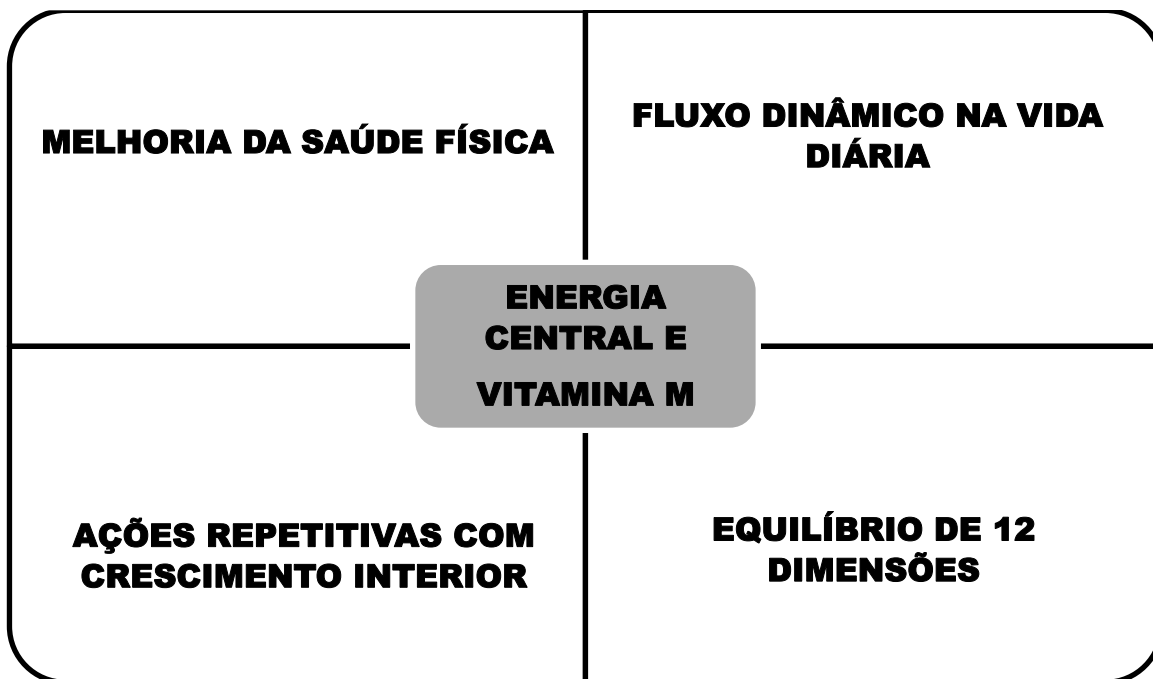 MELHORIA DA SAÚDE FÍSICA
FLUXO DINÂMICO NA VIDA
DIÁRIA
ENERGIA
CENTRAL E
VITAMINA M
AÇÕES REPETITIVAS COM
CRESCIMENTO INTERIOR
EQUILÍBRIO DE 12
DIMENSÕES